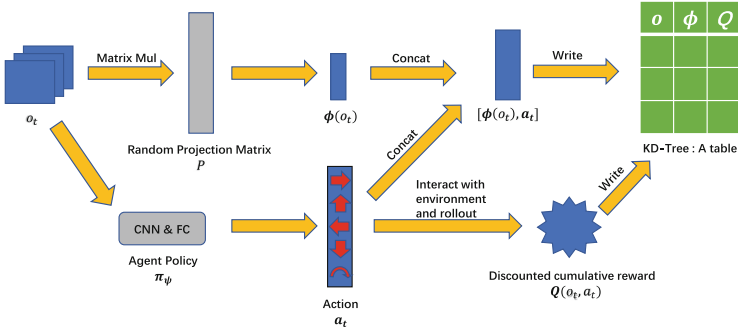 Matrix Mul
Concat
Write
o ϕ Q
o_t
ϕ(o_t)
[ϕ(o_t), a_t]
Random Projection Matrix
P
Concat
KD-Tree : A table
Interact with
environment
and rollout
Write
CNN & FC
Agent Policy
π_ψ
Action
a_t
Discounted cumulative reward
Q(o_t, a_t)